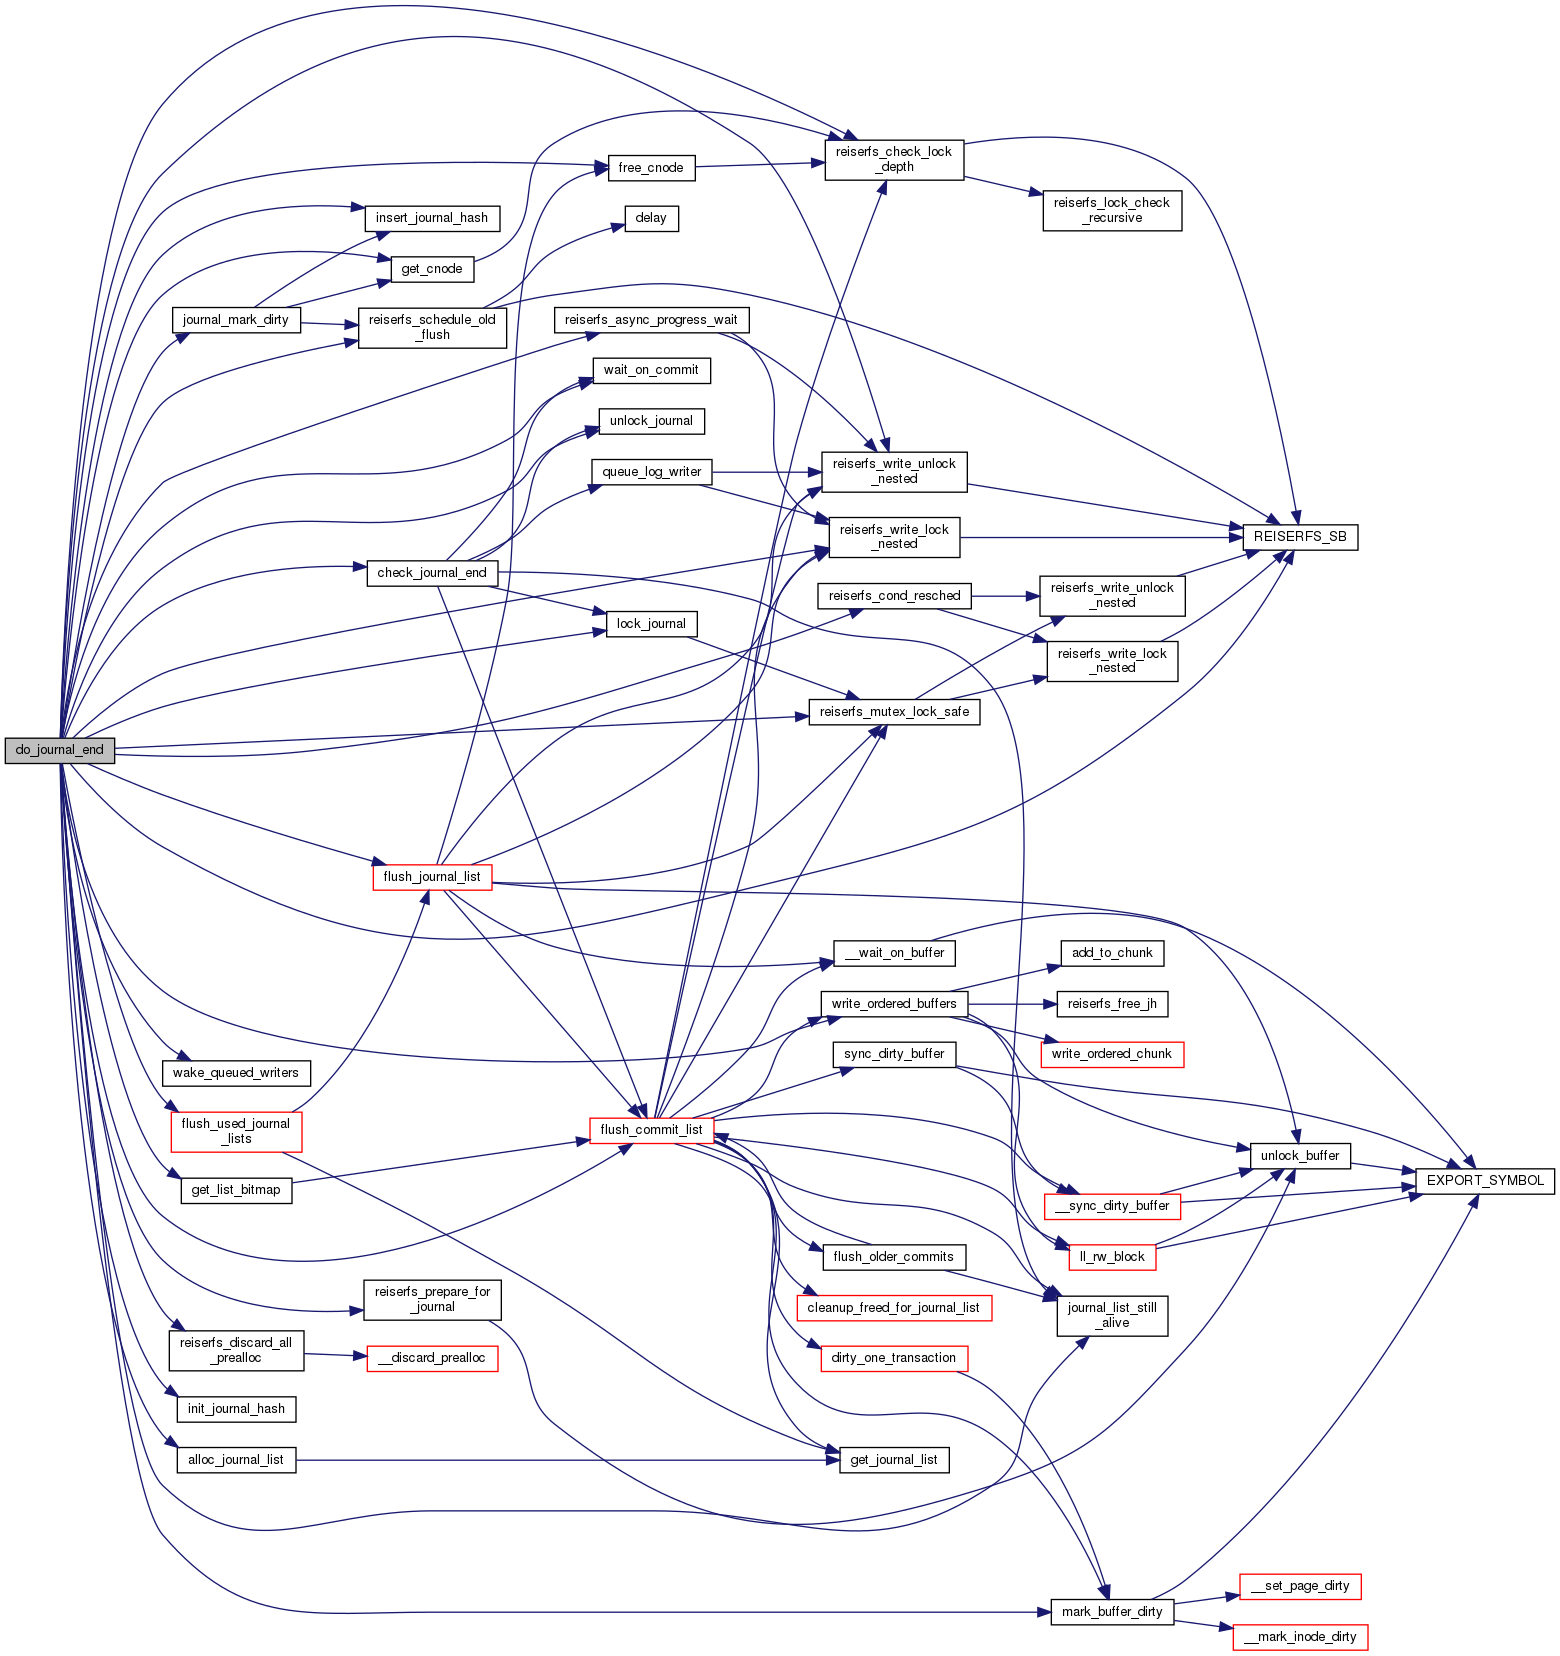 reiserfs_check_lock
_depth
free_cnode
reiserfs_lock_check
_recursive
insert_journal_hash
delay
get_cnode
journal_mark_dirty
reiserfs_schedule_old
_flush
reiserfs_async_progress_wait
wait_on_commit
unlock_journal
queue_log_writer
reiserfs_write_unlock
_nested
reiserfs_write_lock
_nested
REISERFS_SB
check_journal_end
reiserfs_cond_resched
reiserfs_write_unlock
_nested
lock_journal
reiserfs_write_lock
_nested
reiserfs_mutex_lock_safe
do_journal_end
flush_journal_list
__wait_on_buffer
add_to_chunk
write_ordered_buffers
reiserfs_free_jh
sync_dirty_buffer
write_ordered_chunk
wake_queued_writers
flush_used_journal
_lists
flush_commit_list
unlock_buffer
EXPORT_SYMBOL
get_list_bitmap
__sync_dirty_buffer
flush_older_commits
ll_rw_block
reiserfs_prepare_for
_journal
cleanup_freed_for_journal_list
journal_list_still
_alive
reiserfs_discard_all
_prealloc
__discard_prealloc
dirty_one_transaction
init_journal_hash
alloc_journal_list
get_journal_list
__set_page_dirty
mark_buffer_dirty
__mark_inode_dirty